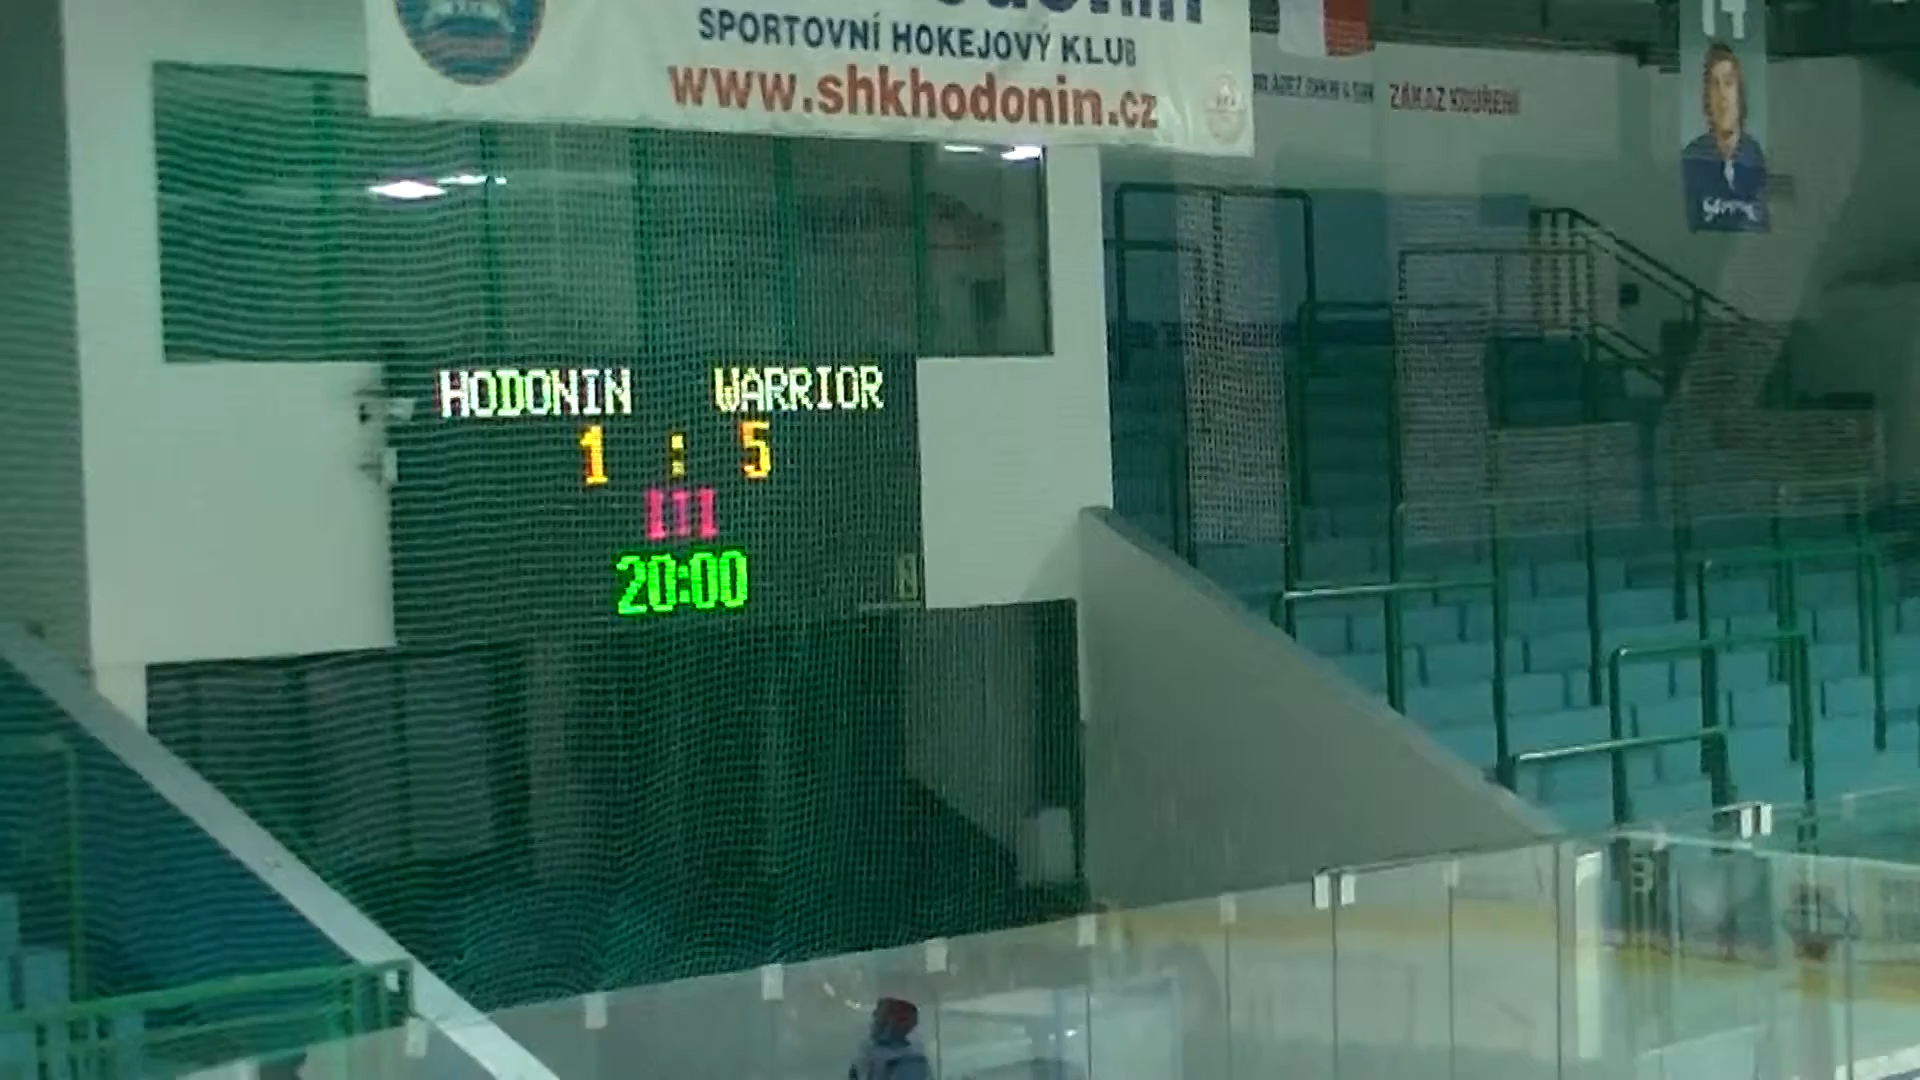 SPORTOVNÍ HOKEJOVÝ KLUB
www.shkhodonin.cz
ZÁKAZ KOUŘENÍ
HODONIN WARRIOR
1 : 5
III
20:00